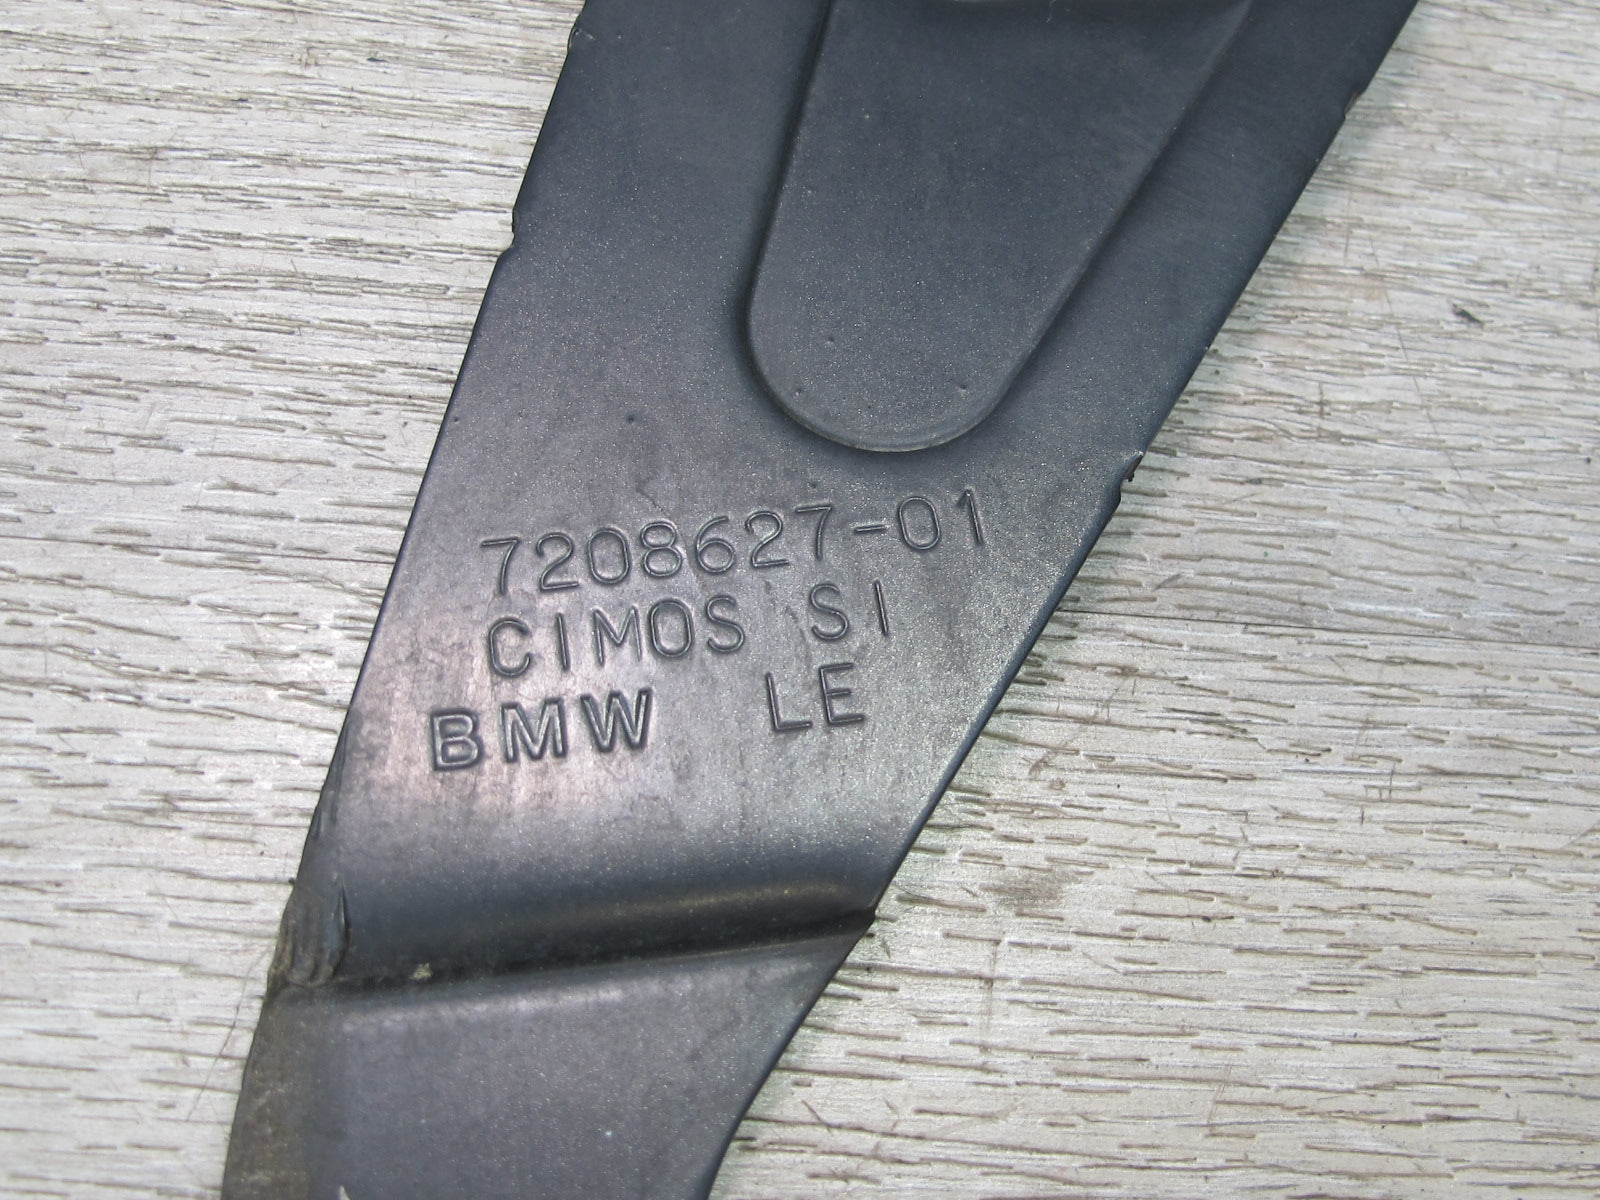 7208627-01
CIMOS SI
BMW LE